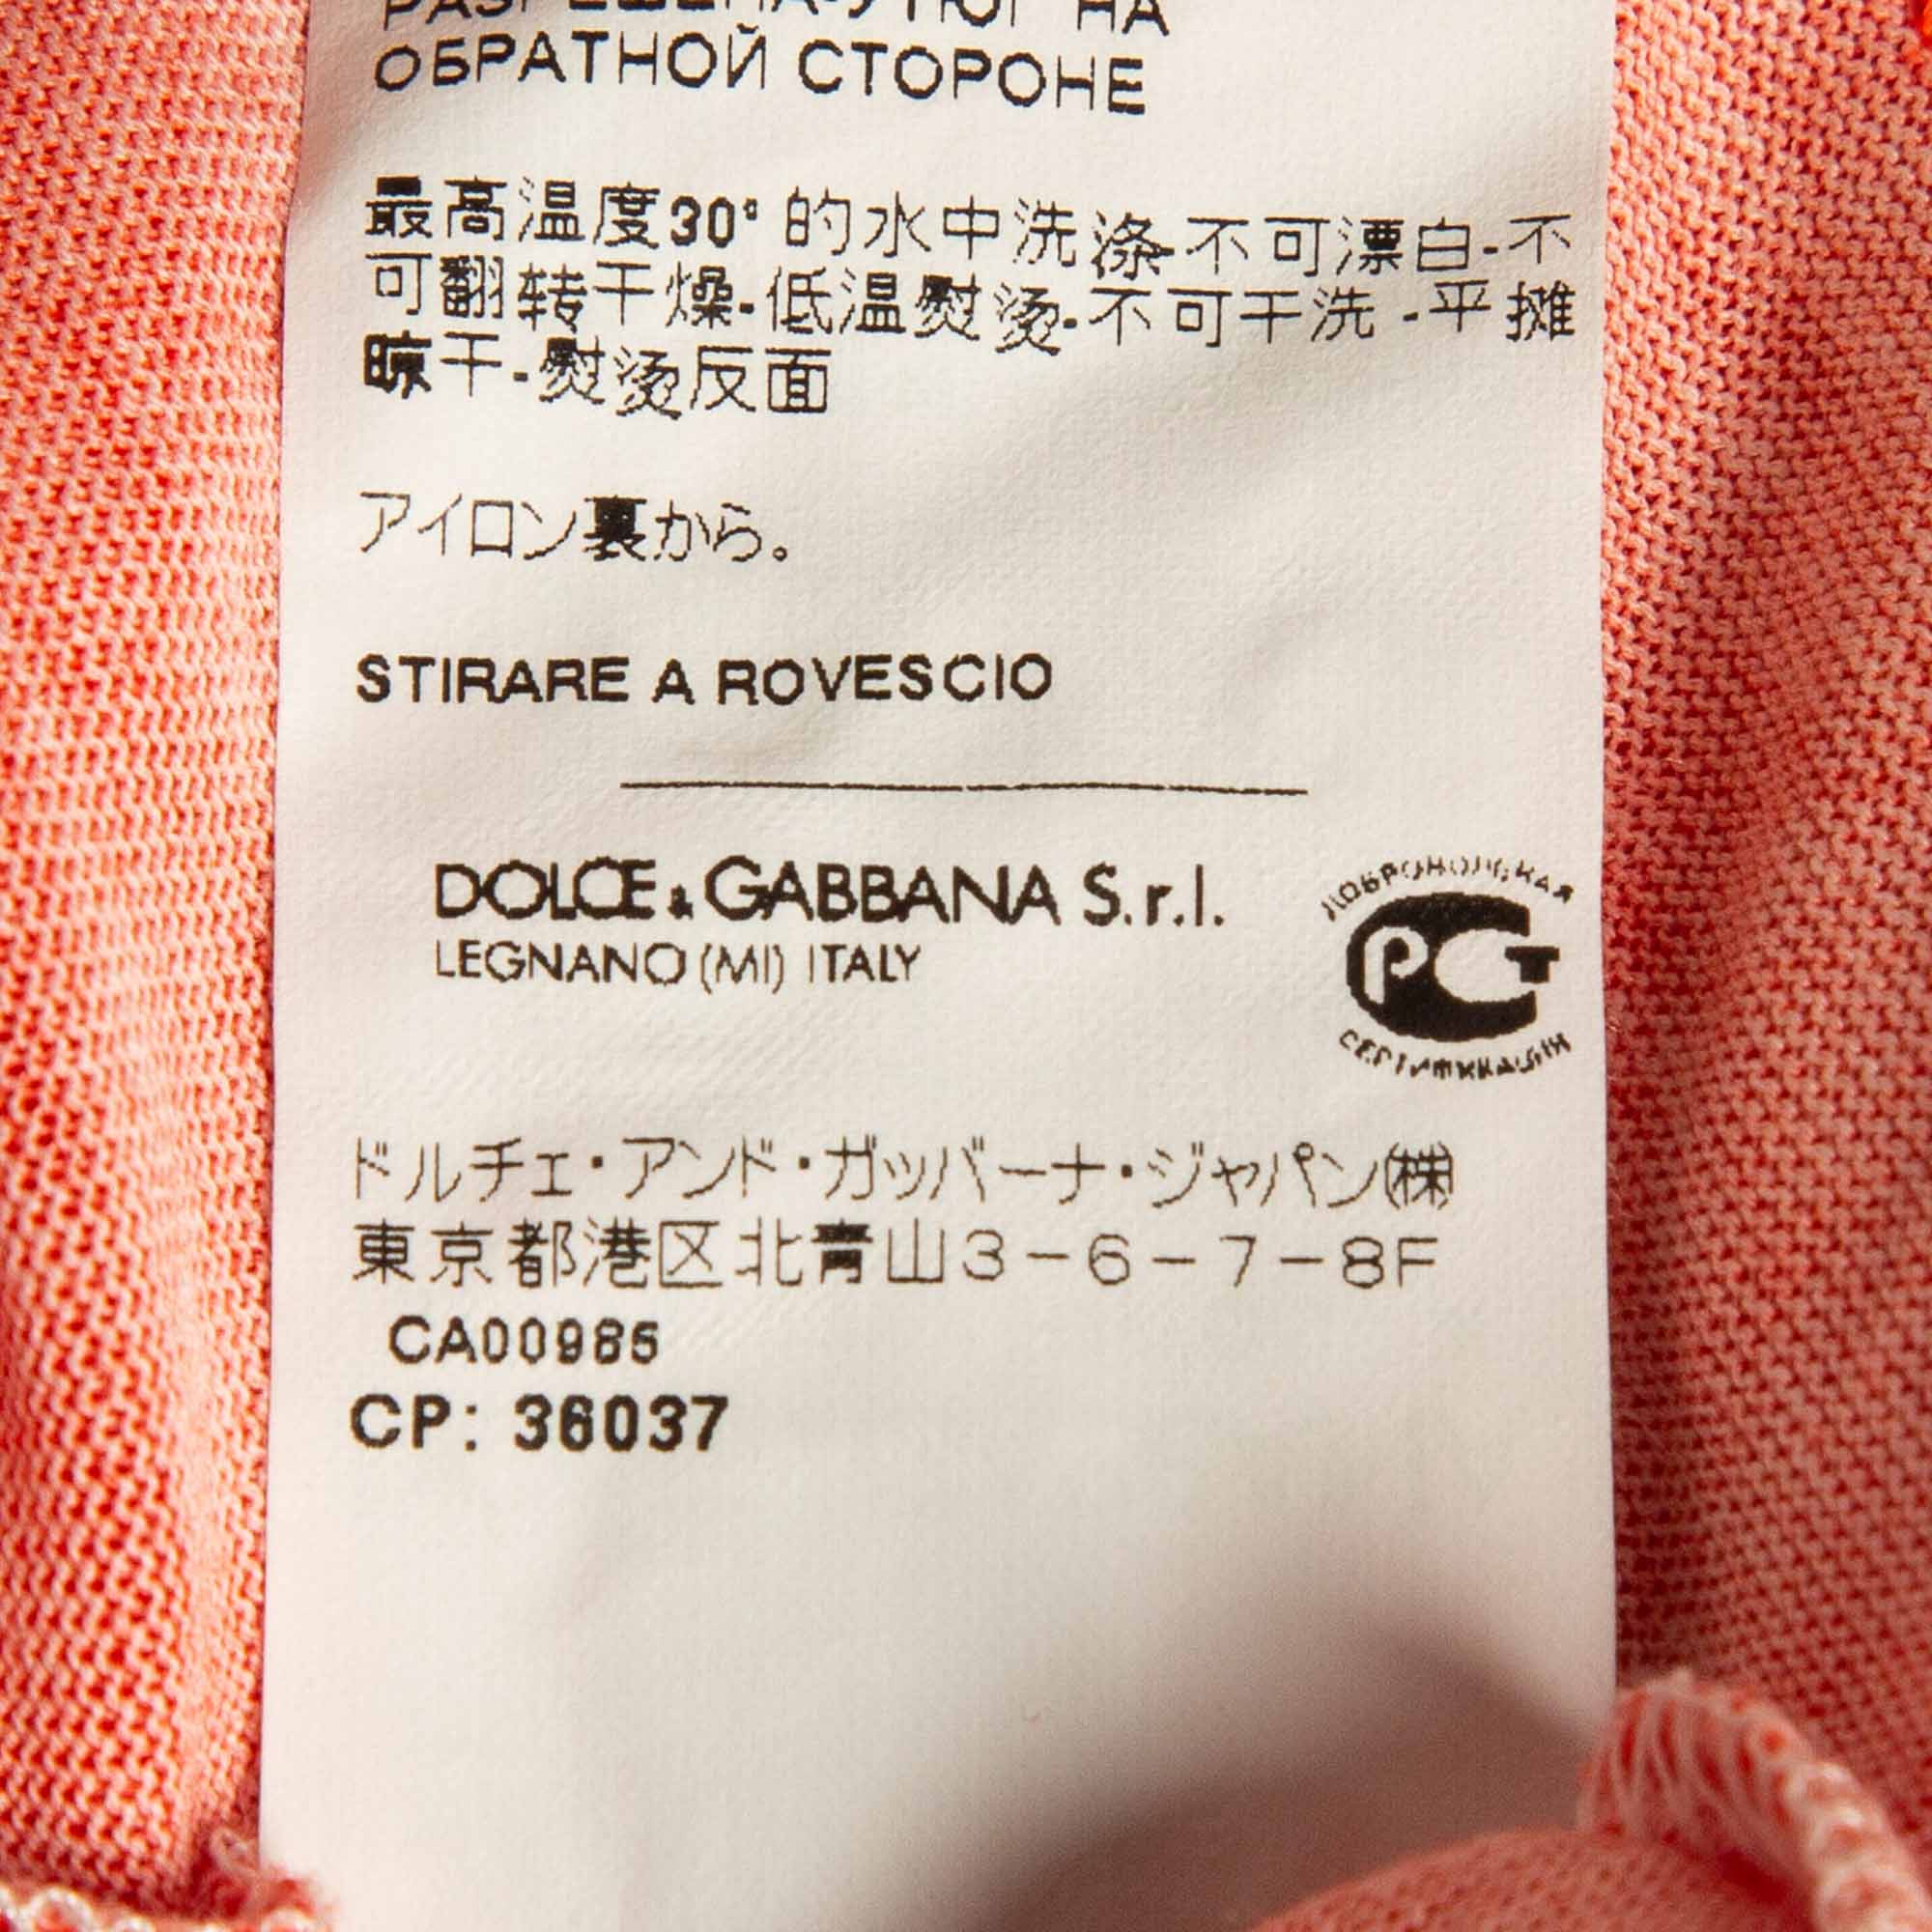 НА
ОБРАТНОЙ СТОРОНЕ
最高温度30°的水中洗涤-不可漂白-不
可翻转干燥-低温熨烫-不可干洗-平摊
晾干-熨烫反面
アイロン裏から。
STIRARE A ROVESCIO
DOLCE & GABBANA S.r.l.
LEGNANO (MI) ITALY
РСТ
ドルチェ・アンド・ガッバーナ・ジャパン㈱
東京都港区北青山3-6-7-8F
CA00985
CP: 36037